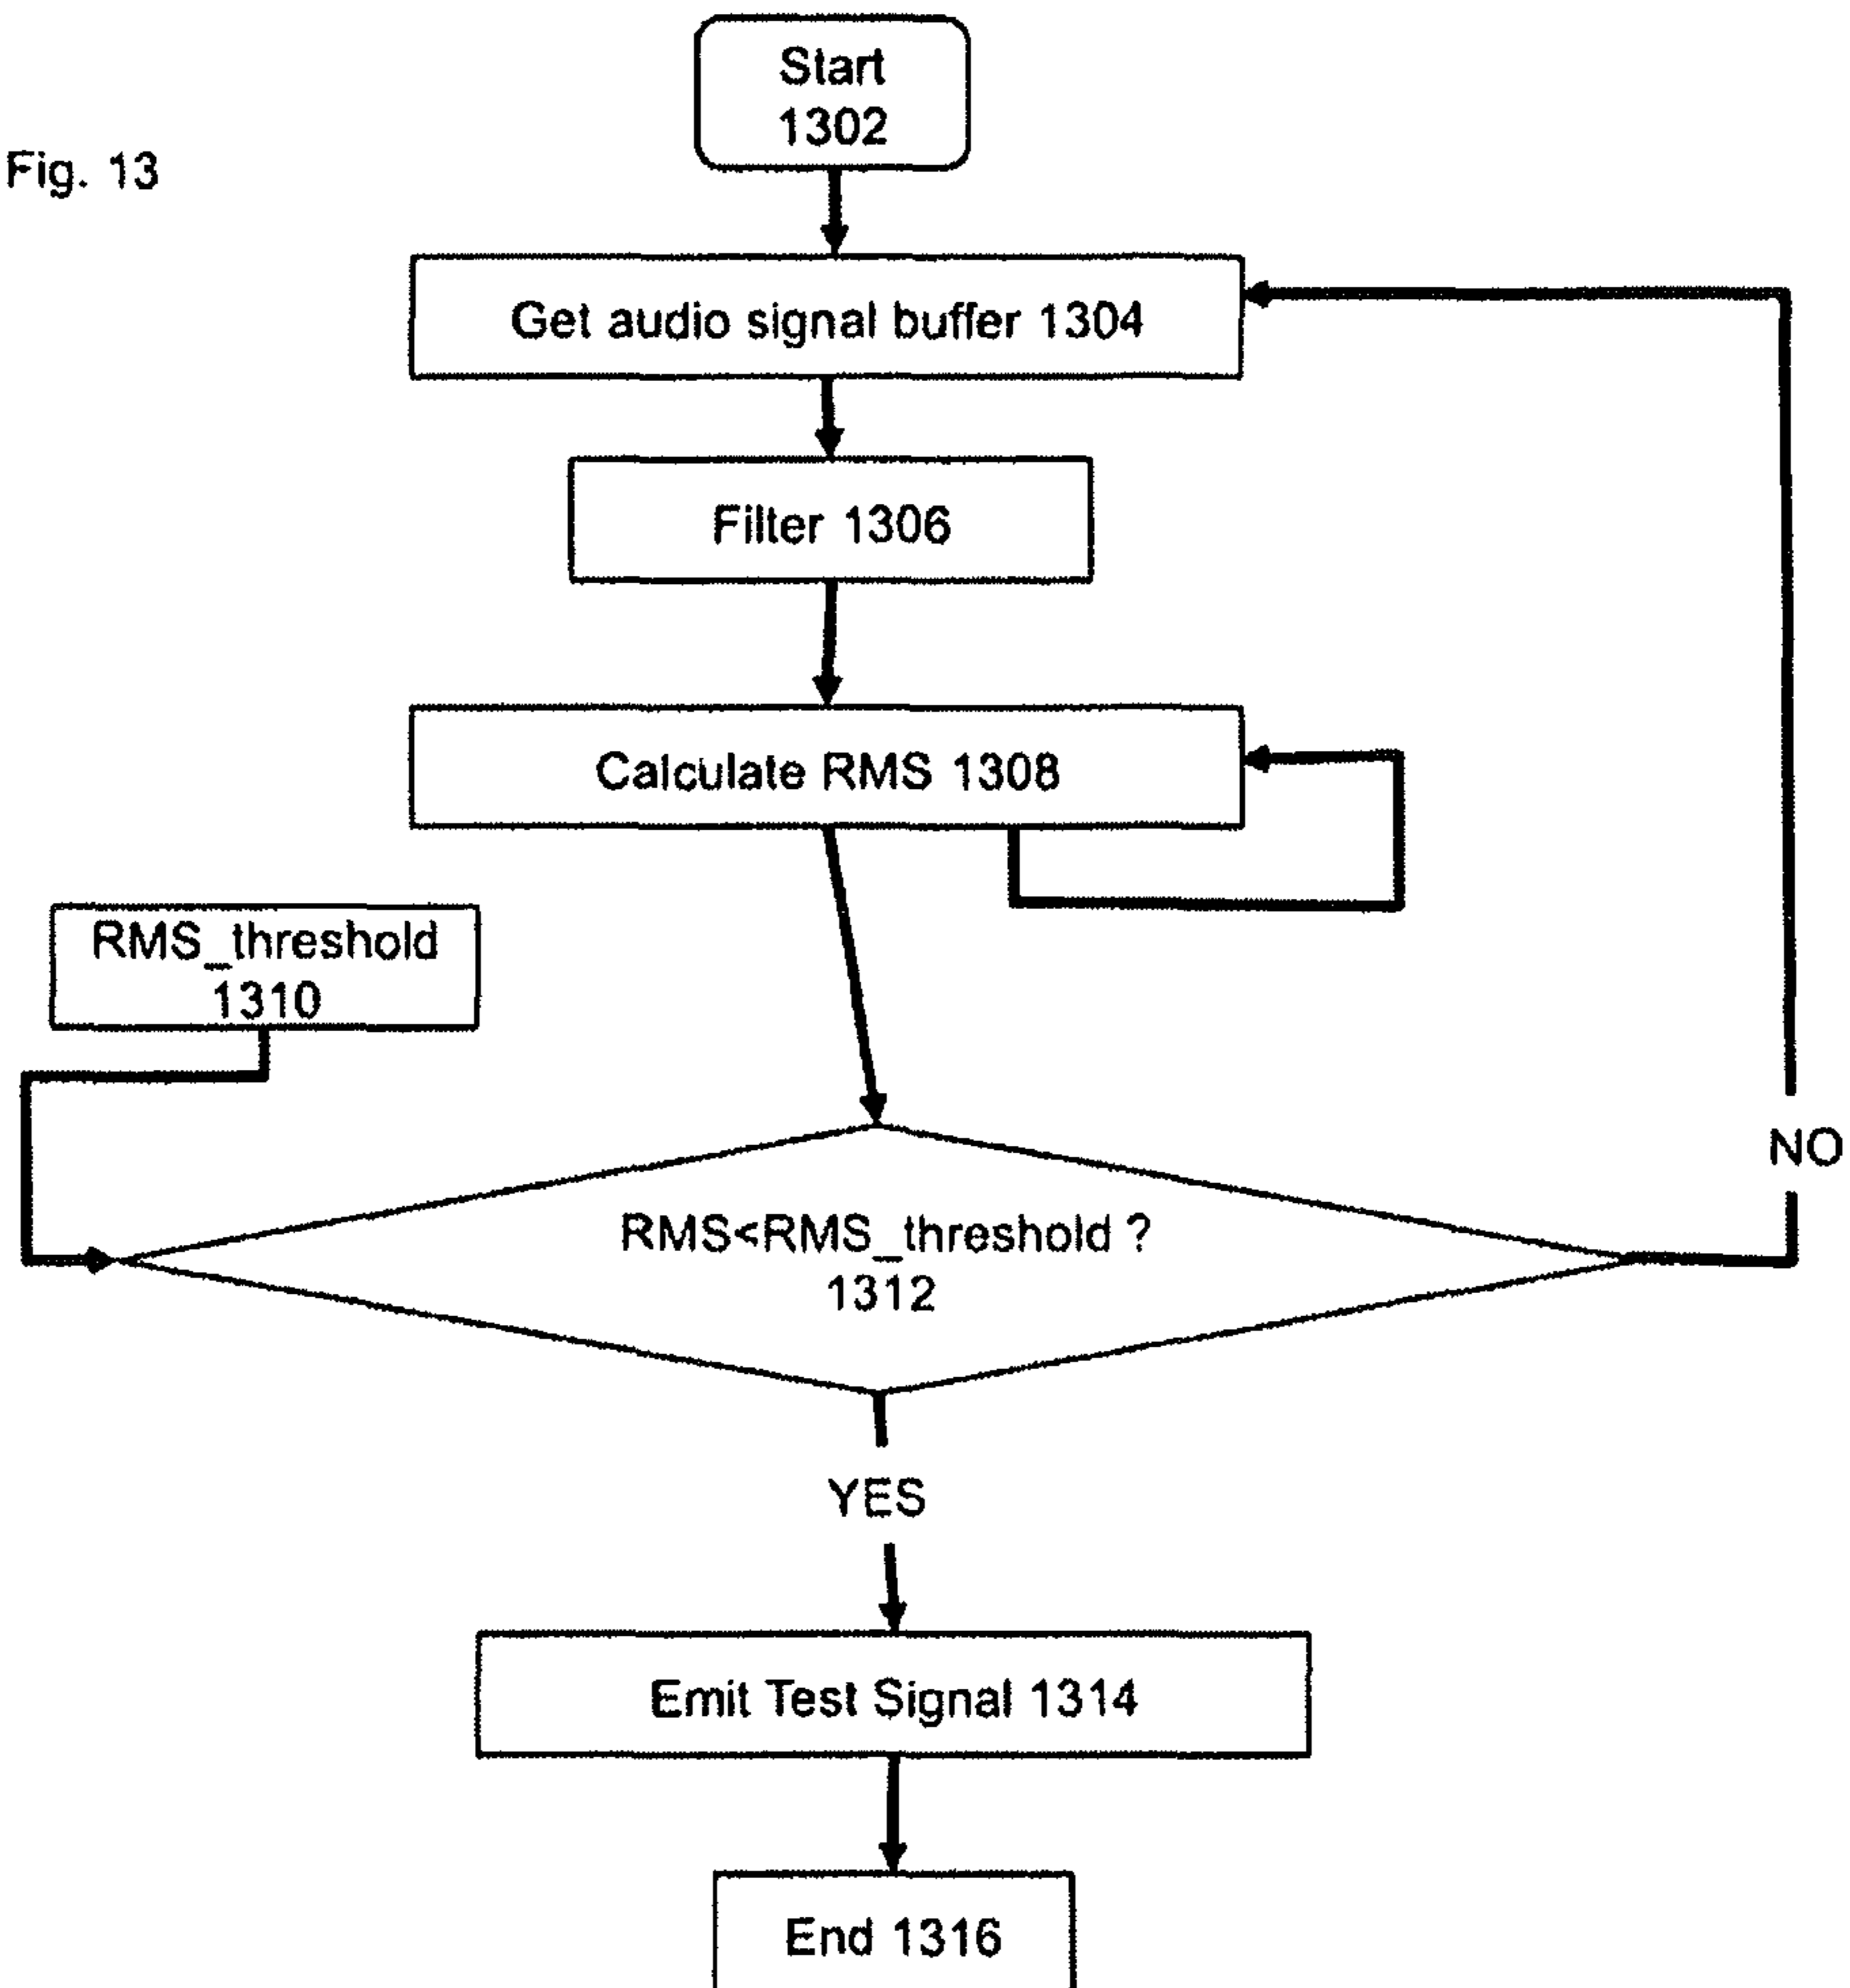 Start
1302
Fig. 13
Get audio signal buffer 1304
Filter 1306
Calculate RMS 1308
RMS_threshold
1310
NO
RMS<RMS_threshold ?
1312
YES
Emit Test Signal 1314
End 1316